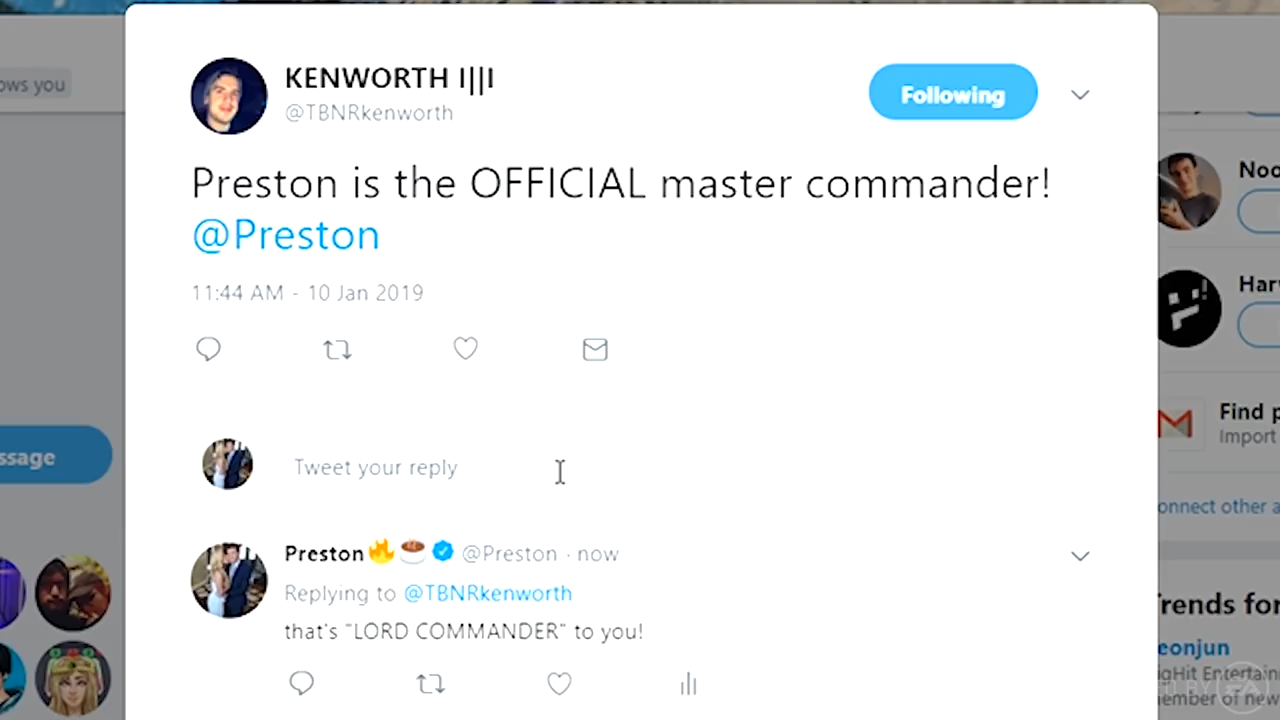 KENWORTH I||I
@TBNRkenworth
Following
Preston is the OFFICIAL master commander!
@Preston
11:44 AM - 10 Jan 2019
Tweet your reply
Preston @Preston · now
Replying to @TBNRkenworth
that's "LORD COMMANDER" to you!
ows you
ssage
Noo
Har
Find p
Import
onnect other a
Trends for
eonjun
igHit Entertain
ember of new
EA